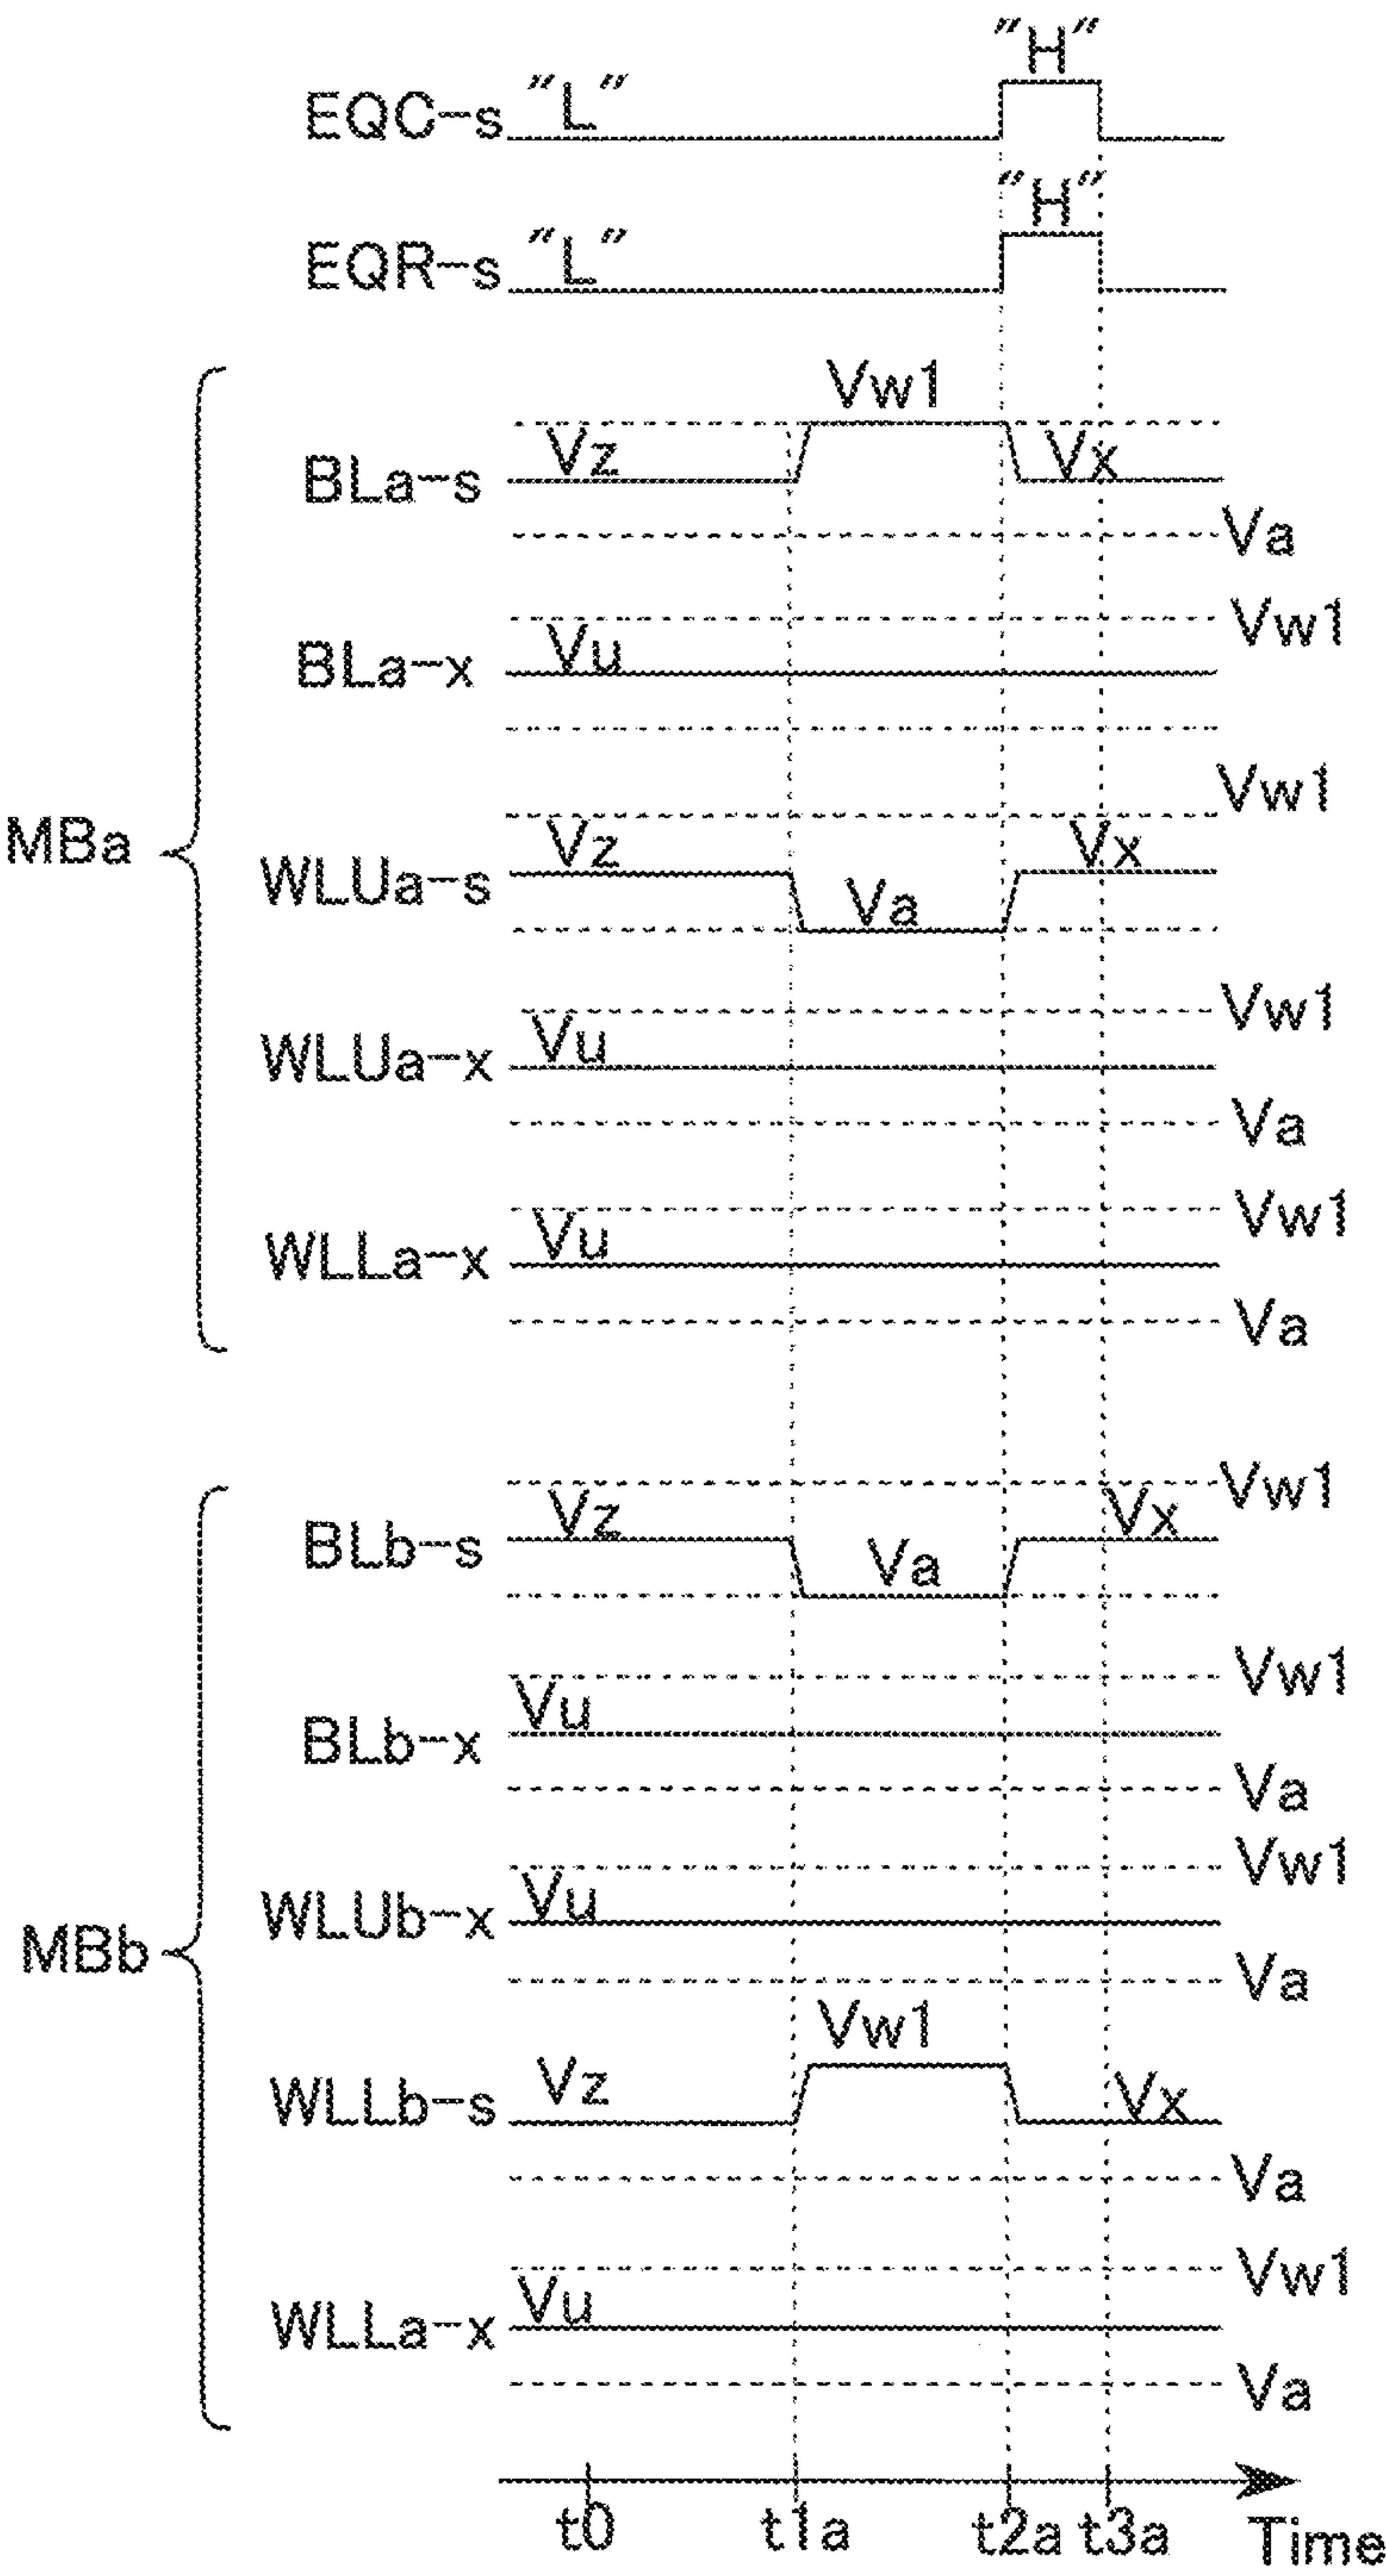 "H"
EQC-s "L"
"H"
EQR-s "L"
Vw1
BLa-s Vz Vx
Va
Vw1
BLa-x Vu
Vw1
MBa
WLUa-s Vz Va Vx
Vw1
WLUa-x Vu
Va
Vw1
WLLa-x Vu
Va
Vw1
BLb-s Vz Va Vx
Vw1
BLb-x Vu
Va
Vw1
WLUb-x Vu
MBb
Va
Vw1
WLLb-s Vz Vx
Va
Vw1
WLLa-x Vu
Va
t0 t1a t2a t3a Time